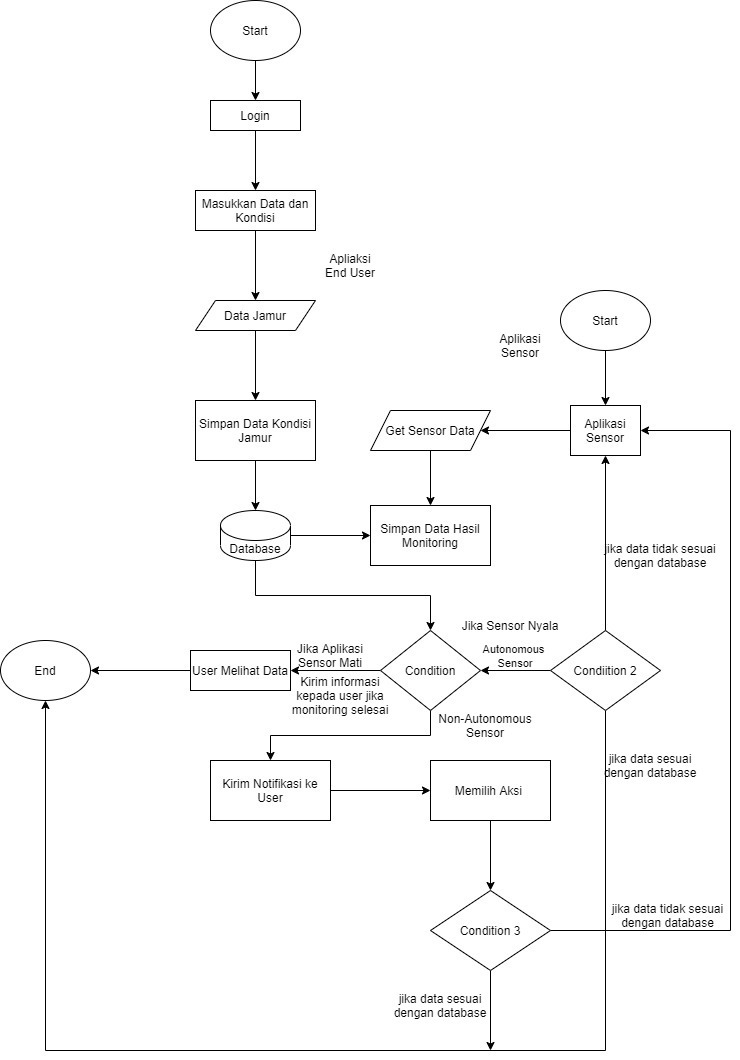 Start
Login
Masukkan Data dan
Kondisi
Apliaksi
End User
Data Jamur
Start
Aplikasi
Sensor
Simpan Data Kondisi
Jamur
Get Sensor Data
Aplikasi
Sensor
Database
Simpan Data Hasil
Monitoring
jika data tidak sesuai
dengan database
Jika Sensor Nyala
End
User Melihat Data
Jika Aplikasi
Sensor Mati
Kirim informasi
kepada user jika
monitoring selesai
Condition
Autonomous
Sensor
Condiition 2
Non-Autonomous
Sensor
jika data sesuai
dengan database
Kirim Notifikasi ke
User
Memilih Aksi
Condition 3
jika data tidak sesuai
dengan database
jika data sesuai
dengan database